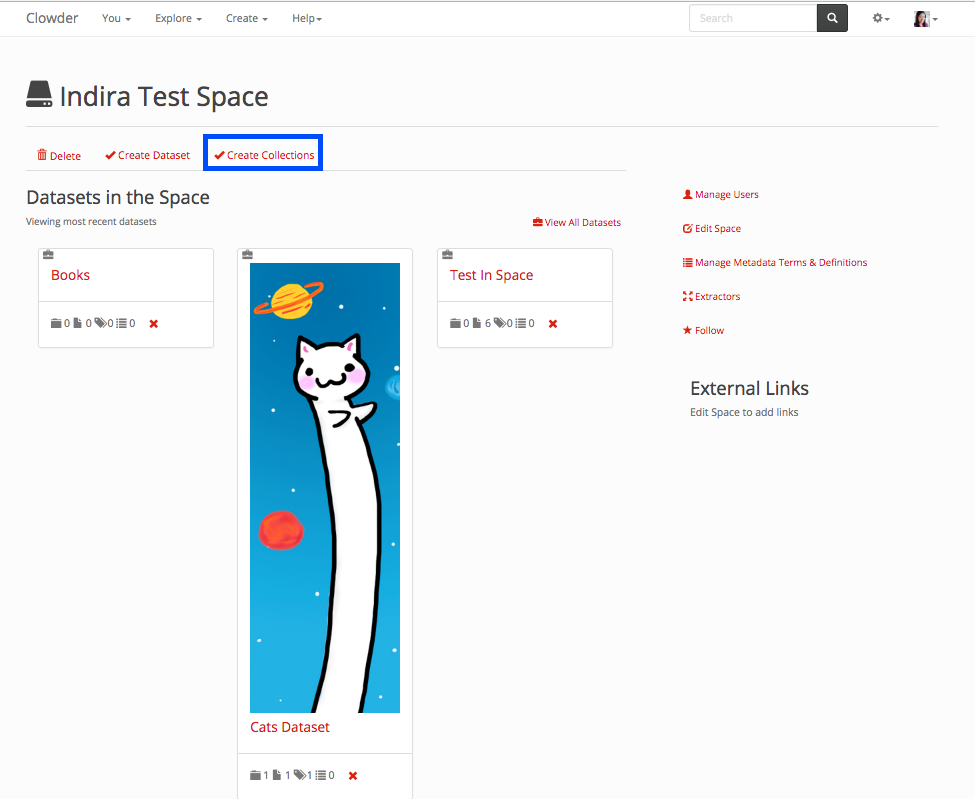 Clowder You Explore Create Help Search
Indira Test Space
Delete Create Dataset Create Collections
Datasets in the Space
Viewing most recent datasets
View All Datasets
Books
0 0 0 0
Cats Dataset
1 1 1 0
Test In Space
0 6 0 0
Manage Users
Edit Space
Manage Metadata Terms & Definitions
Extractors
Follow
External Links
Edit Space to add links